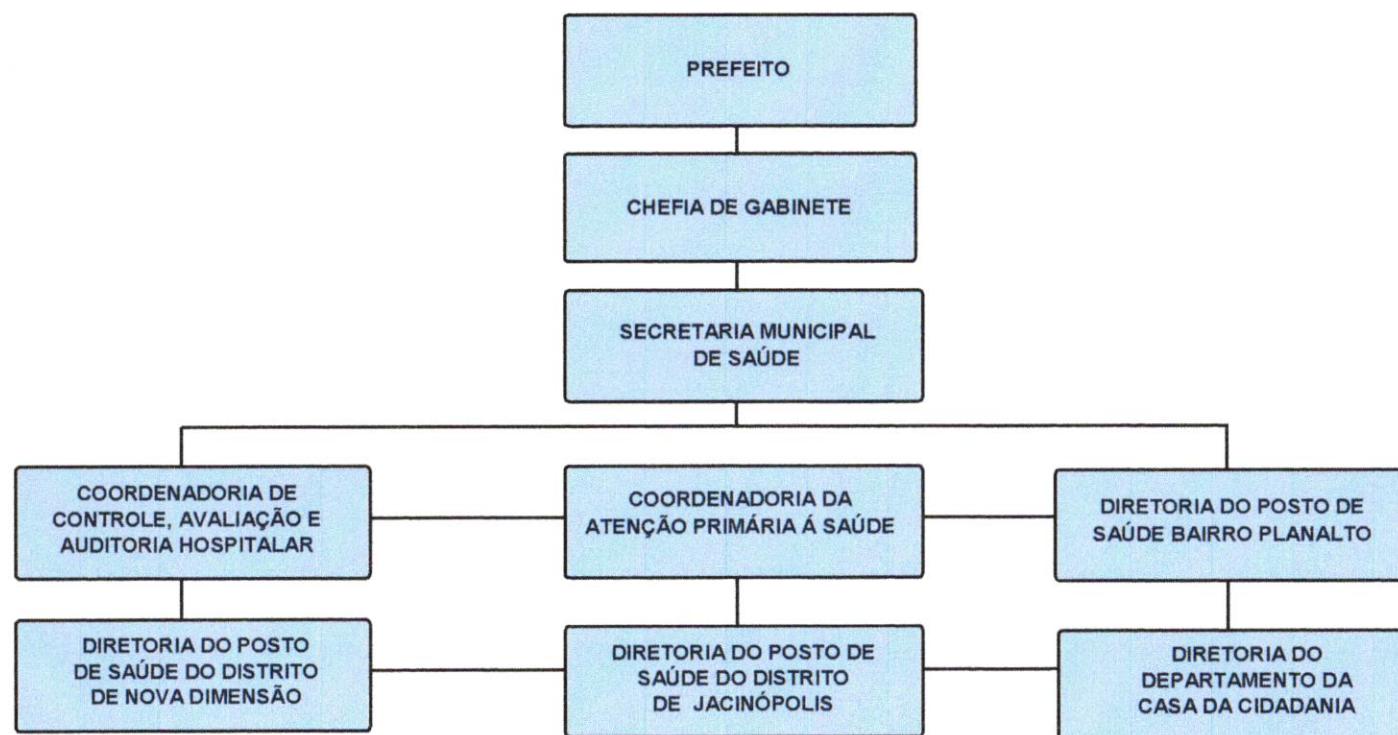 PREFEITO
CHEFIA DE GABINETE
SECRETARIA MUNICIPAL
DE SAÚDE
COORDENADORIA DE
CONTROLE, AVALIAÇÃO E
AUDITORIA HOSPITALAR
COORDENADORIA DA
ATENÇÃO PRIMÁRIA Á SAÚDE
DIRETORIA DO POSTO DE
SAÚDE BAIRRO PLANALTO
DIRETORIA DO POSTO
DE SAÚDE DO DISTRITO
DE NOVA DIMENSÃO
DIRETORIA DO POSTO DE
SAÚDE DO DISTRITO
DE JACINÓPOLIS
DIRETORIA DO
DEPARTAMENTO DA
CASA DA CIDADANIA